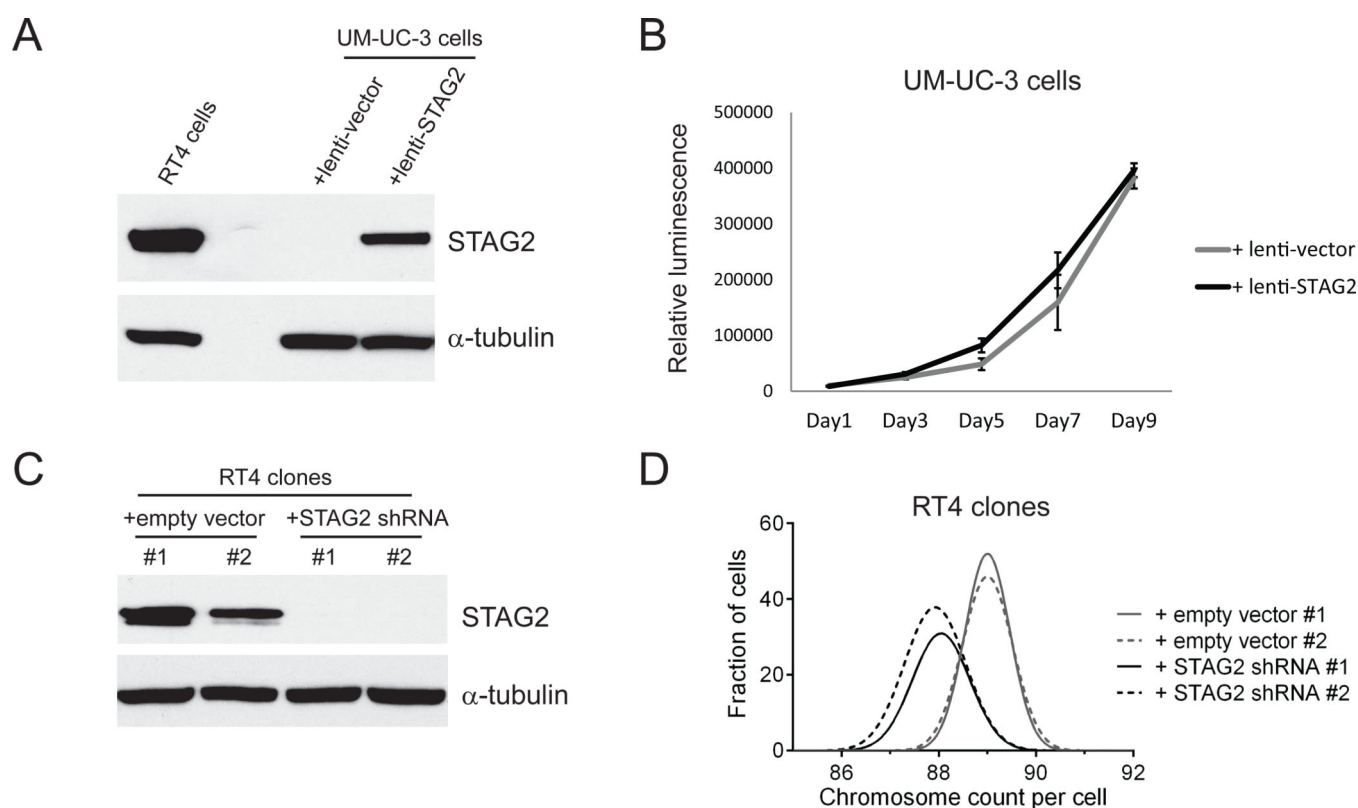 A
UM-UC-3 cells
RT4 cells
+lenti-vector
+lenti-STAG2
STAG2
α-tubulin
B
UM-UC-3 cells
Relative luminescence
500000
400000
300000
200000
100000
0
Day1 Day3 Day5 Day7 Day9
+ lenti-vector
+ lenti-STAG2
C
RT4 clones
+empty vector +STAG2 shRNA
#1 #2 #1 #2
STAG2
α-tubulin
D
RT4 clones
Fraction of cells
60
40
20
0
86 88 90 92
Chromosome count per cell
+ empty vector #1
+ empty vector #2
+ STAG2 shRNA #1
+ STAG2 shRNA #2